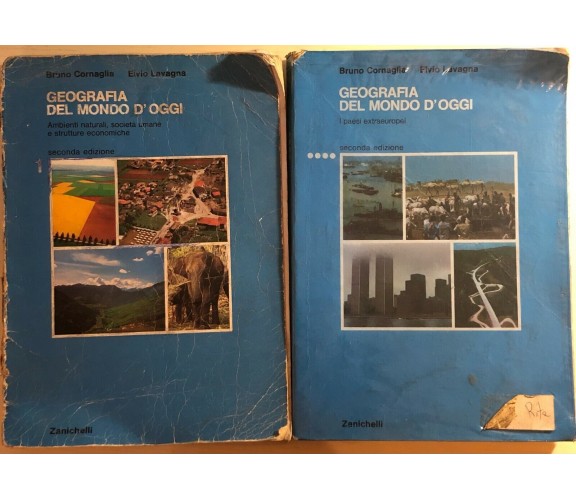 Bruno Cornaglia Elvio Lavagna
GEOGRAFIA
DEL MONDO D'OGGI
Ambienti naturali, società umane
e strutture economiche
seconda edizione
Zanichelli
Bruno Cornaglia Elvio Lavagna
GEOGRAFIA
DEL MONDO D'OGGI
I paesi extraeuropei
seconda edizione
Zanichelli